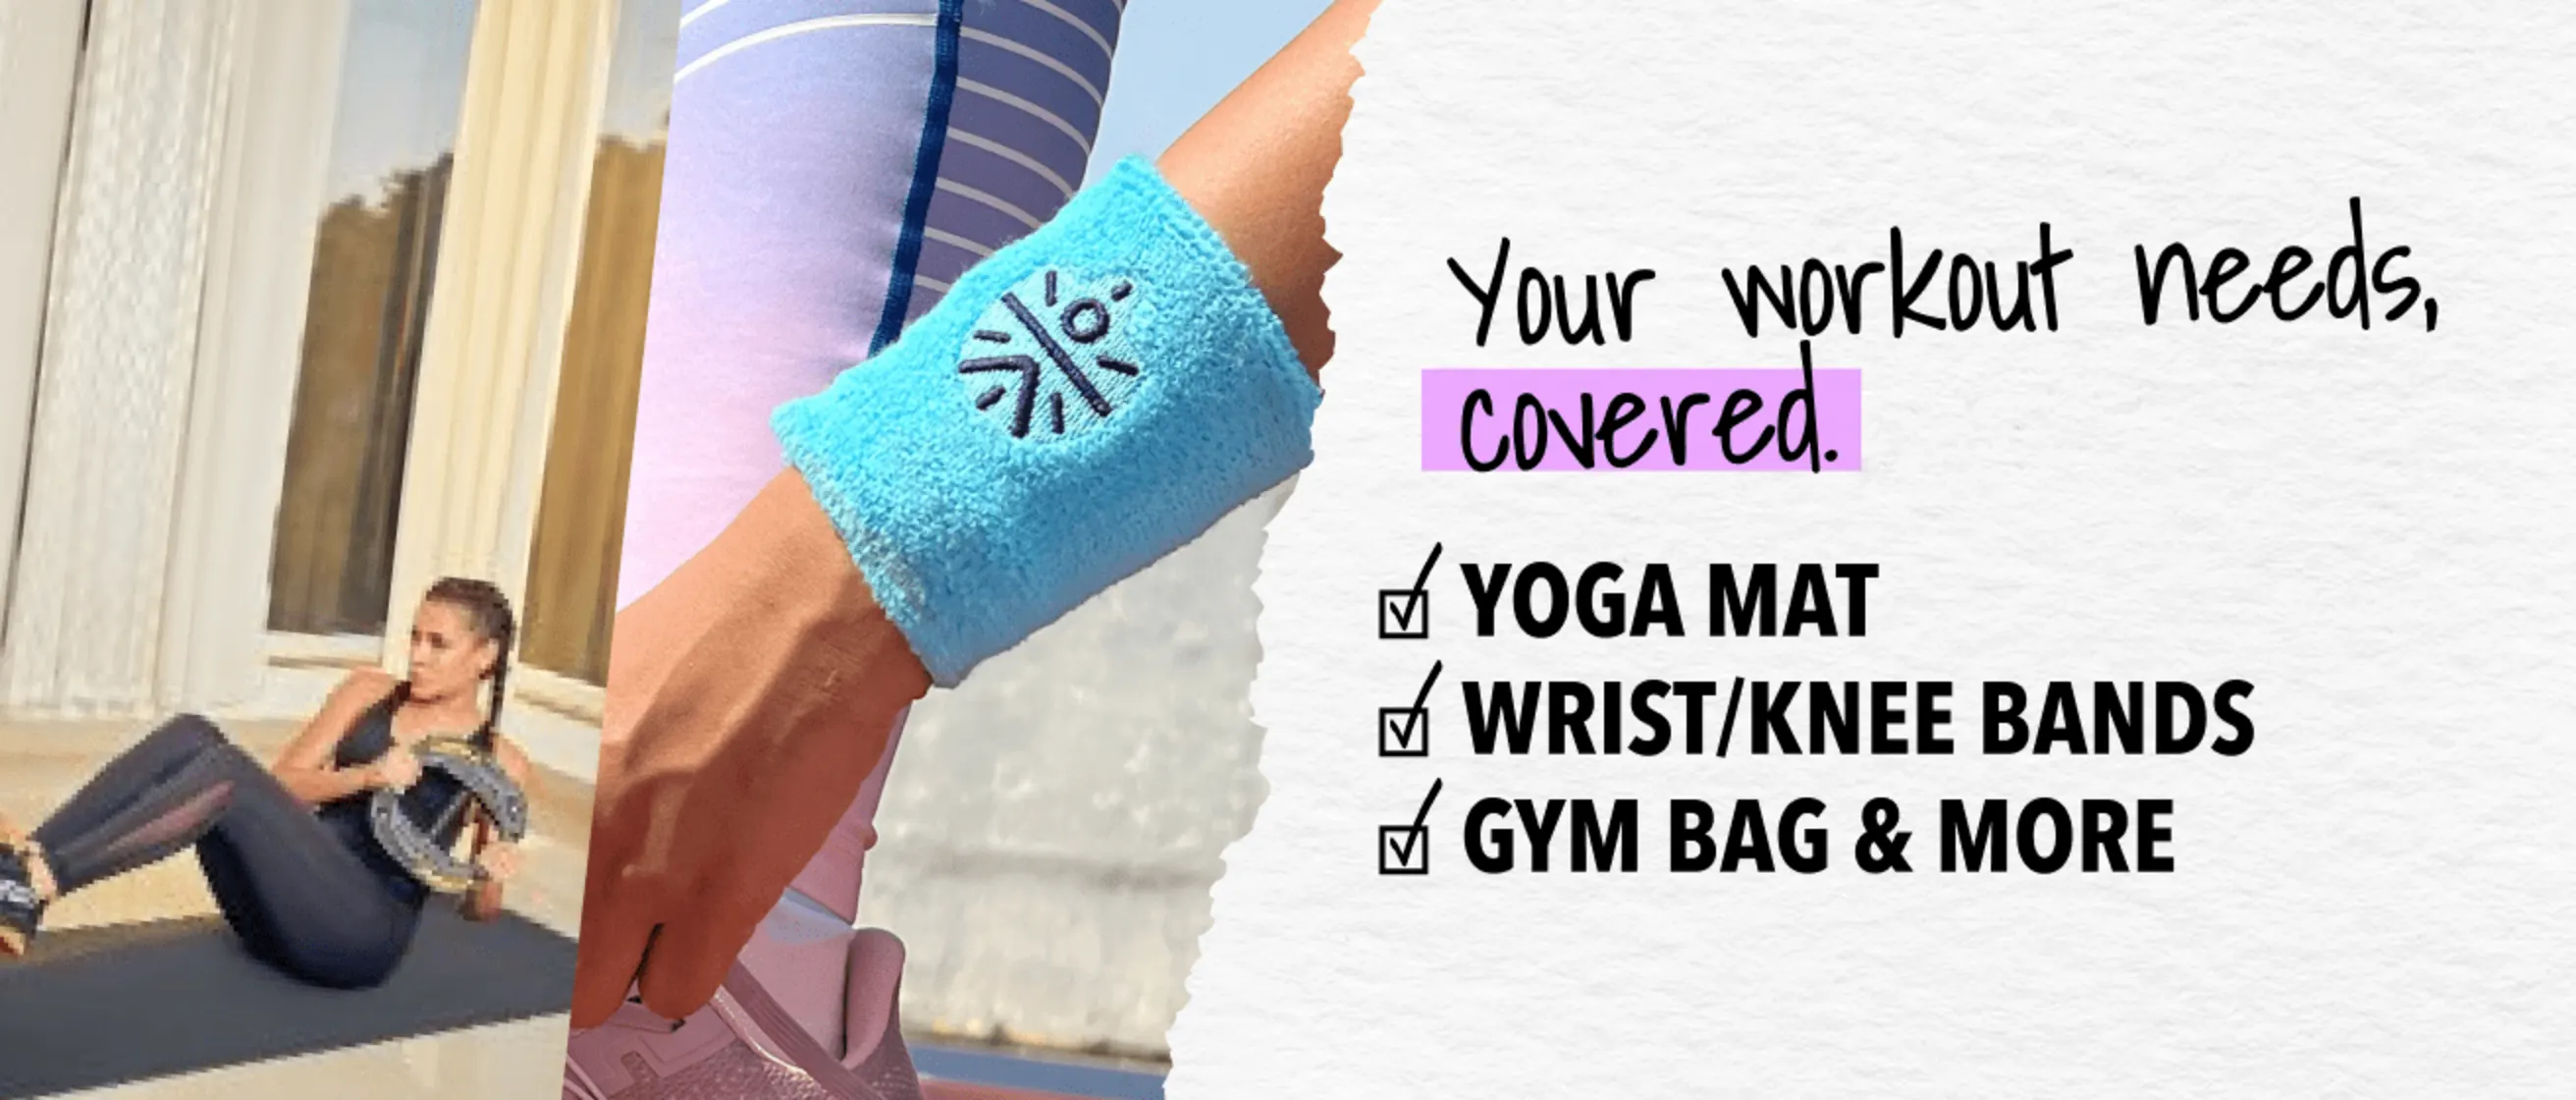 Your workout needs,
covered.
YOGA MAT
WRIST/KNEE BANDS
GYM BAG & MORE